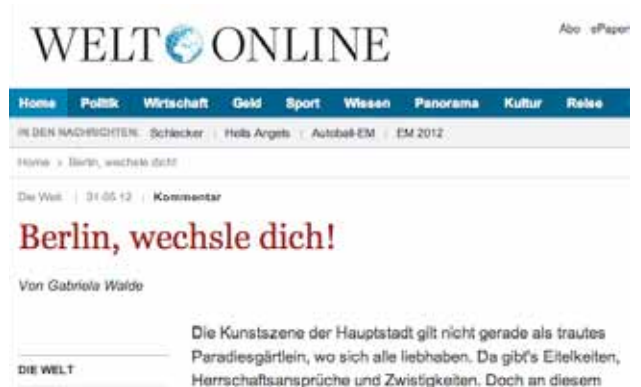 WELT ONLINE
Abo ePaper
Home Politik Wirtschaft Geld Sport Wissen Panorama Kultur Reise
IN DEN NACHRICHTEN: Schlecker | Hells Angels | Autoball-EM | EM 2012
Home > Berlin, wechsle dich!
Die Welt | 31.05.12 | Kommentar
Berlin, wechsle dich!
Von Gabriela Walde
Die Kunstszene der Hauptstadt gilt nicht gerade als trautes
Paradiesgärtlein, wo sich alle liebhaben. Da gibt's Eitelkeiten,
DIE WELT
Herrschaftsansprüche und Zwistigkeiten. Doch an diesem